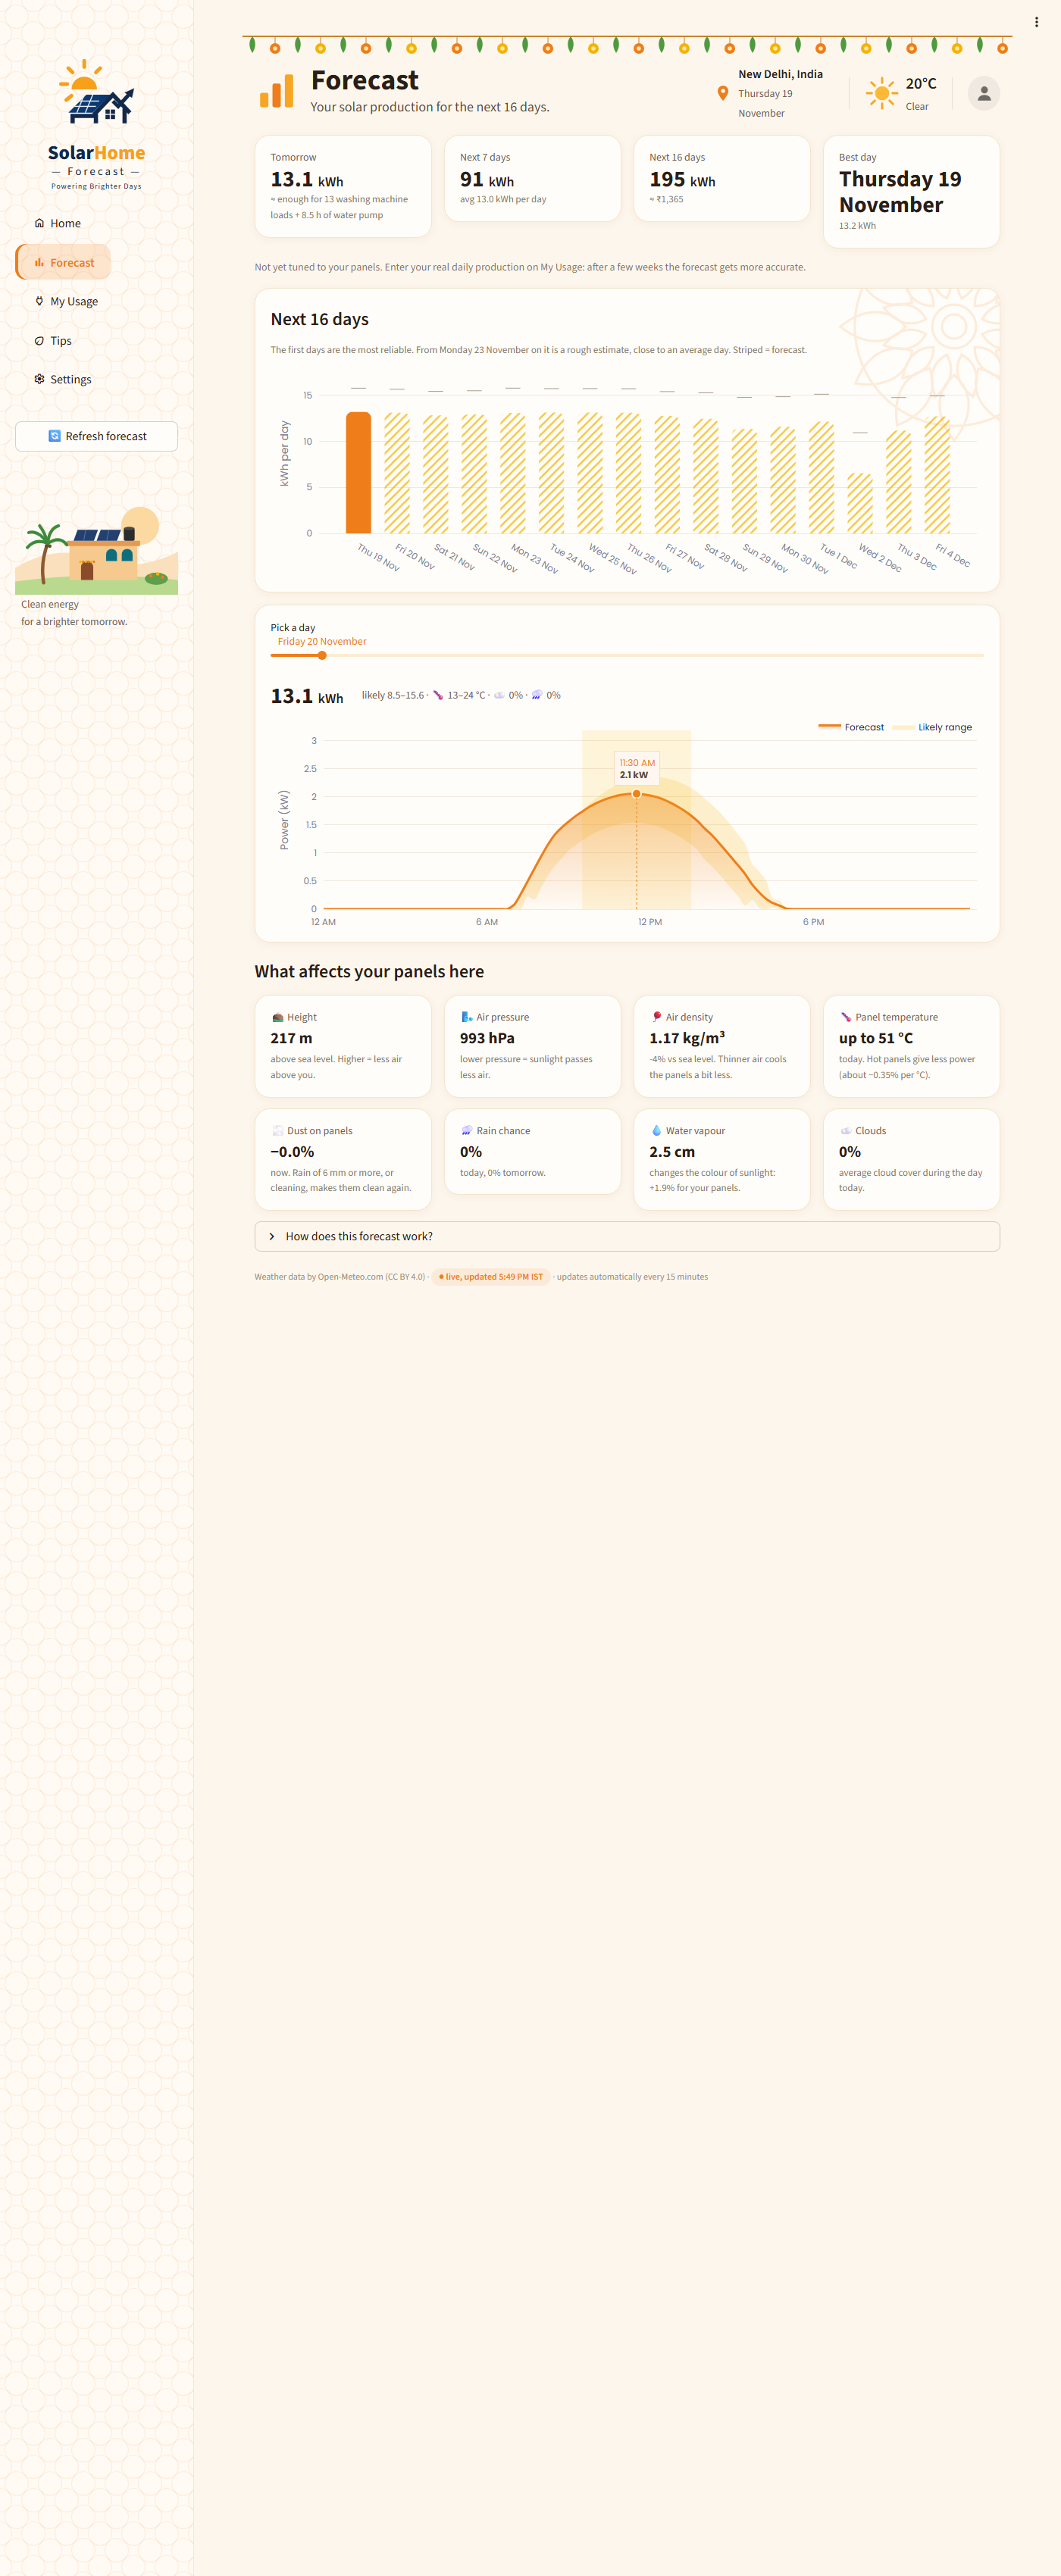 SolarHome
— Forecast —
Powering Brighter Days
Home
Forecast
My Usage
Tips
Settings
Refresh forecast
Clean energy
for a brighter tomorrow.
Forecast
Your solar production for the next 16 days.
New Delhi, India
Thursday 19
November
20°C
Clear
Tomorrow
13.1 kWh
≈ enough for 13 washing machine
loads + 8.5 h of water pump
Next 7 days
91 kWh
avg 13.0 kWh per day
Next 16 days
195 kWh
≈ ₹1,365
Best day
Thursday 19
November
13.2 kWh
Not yet tuned to your panels. Enter your real daily production on My Usage: after a few weeks the forecast gets more accurate.
Next 16 days
The first days are the most reliable. From Monday 23 November on it is a rough estimate, close to an average day. Striped = forecast.
kWh per day
15
10
5
0
Thu 19 Nov
Fri 20 Nov
Sat 21 Nov
Sun 22 Nov
Mon 23 Nov
Tue 24 Nov
Wed 25 Nov
Thu 26 Nov
Fri 27 Nov
Sat 28 Nov
Sun 29 Nov
Mon 30 Nov
Tue 1 Dec
Wed 2 Dec
Thu 3 Dec
Fri 4 Dec
Pick a day
Friday 20 November
13.1 kWh
likely 8.5–15.6 · 13–24 °C · 0% · 0%
Forecast
Likely range
Power (kW)
3
2.5
2
1.5
1
0.5
0
11:30 AM
2.1 kW
12 AM
6 AM
12 PM
6 PM
What affects your panels here
Height
217 m
above sea level. Higher = less air
above you.
Air pressure
993 hPa
lower pressure = sunlight passes
less air.
Air density
1.17 kg/m³
-4% vs sea level. Thinner air cools
the panels a bit less.
Panel temperature
up to 51 °C
today. Hot panels give less power
(about −0.35% per °C).
Dust on panels
−0.0%
now. Rain of 6 mm or more, or
cleaning, makes them clean again.
Rain chance
0%
today, 0% tomorrow.
Water vapour
2.5 cm
changes the colour of sunlight:
+1.9% for your panels.
Clouds
0%
average cloud cover during the day
today.
How does this forecast work?
Weather data by Open-Meteo.com (CC BY 4.0) · live, updated 5:49 PM IST · updates automatically every 15 minutes